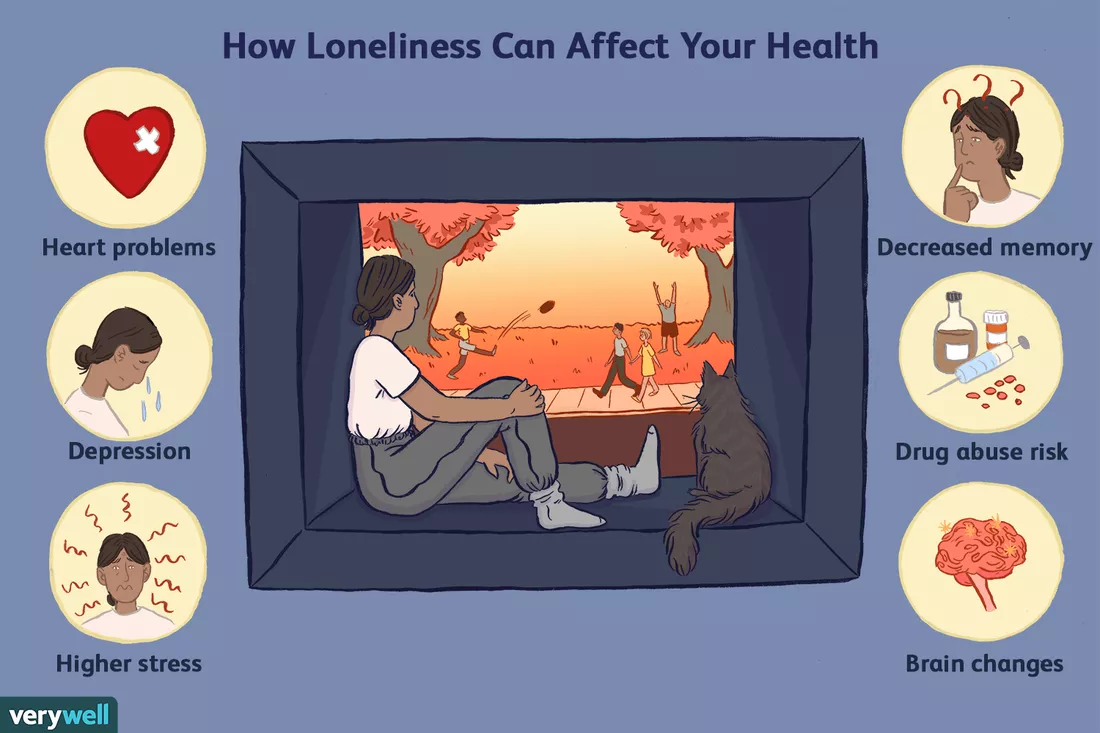 How Loneliness Can Affect Your Health
Heart problems
Depression
Higher stress
Decreased memory
Drug abuse risk
Brain changes
verywell